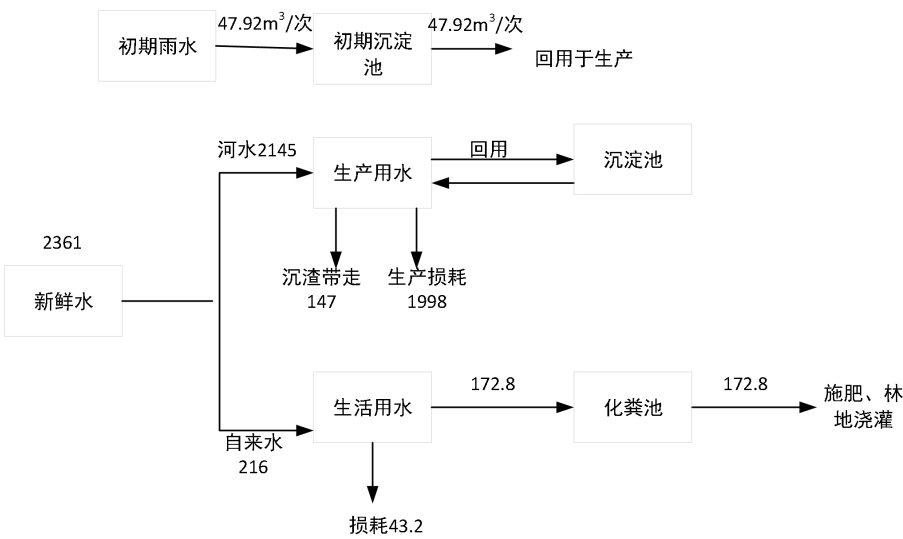 47.92m³/次
47.92m³/次
初期雨水
初期沉淀
池
回用于生产
河水2145
生产用水
回用
沉淀池
2361
新鲜水
沉渣带走
147
生产损耗
1998
生活用水
172.8
化粪池
172.8
施肥、林
地浇灌
自来水
216
损耗43.2